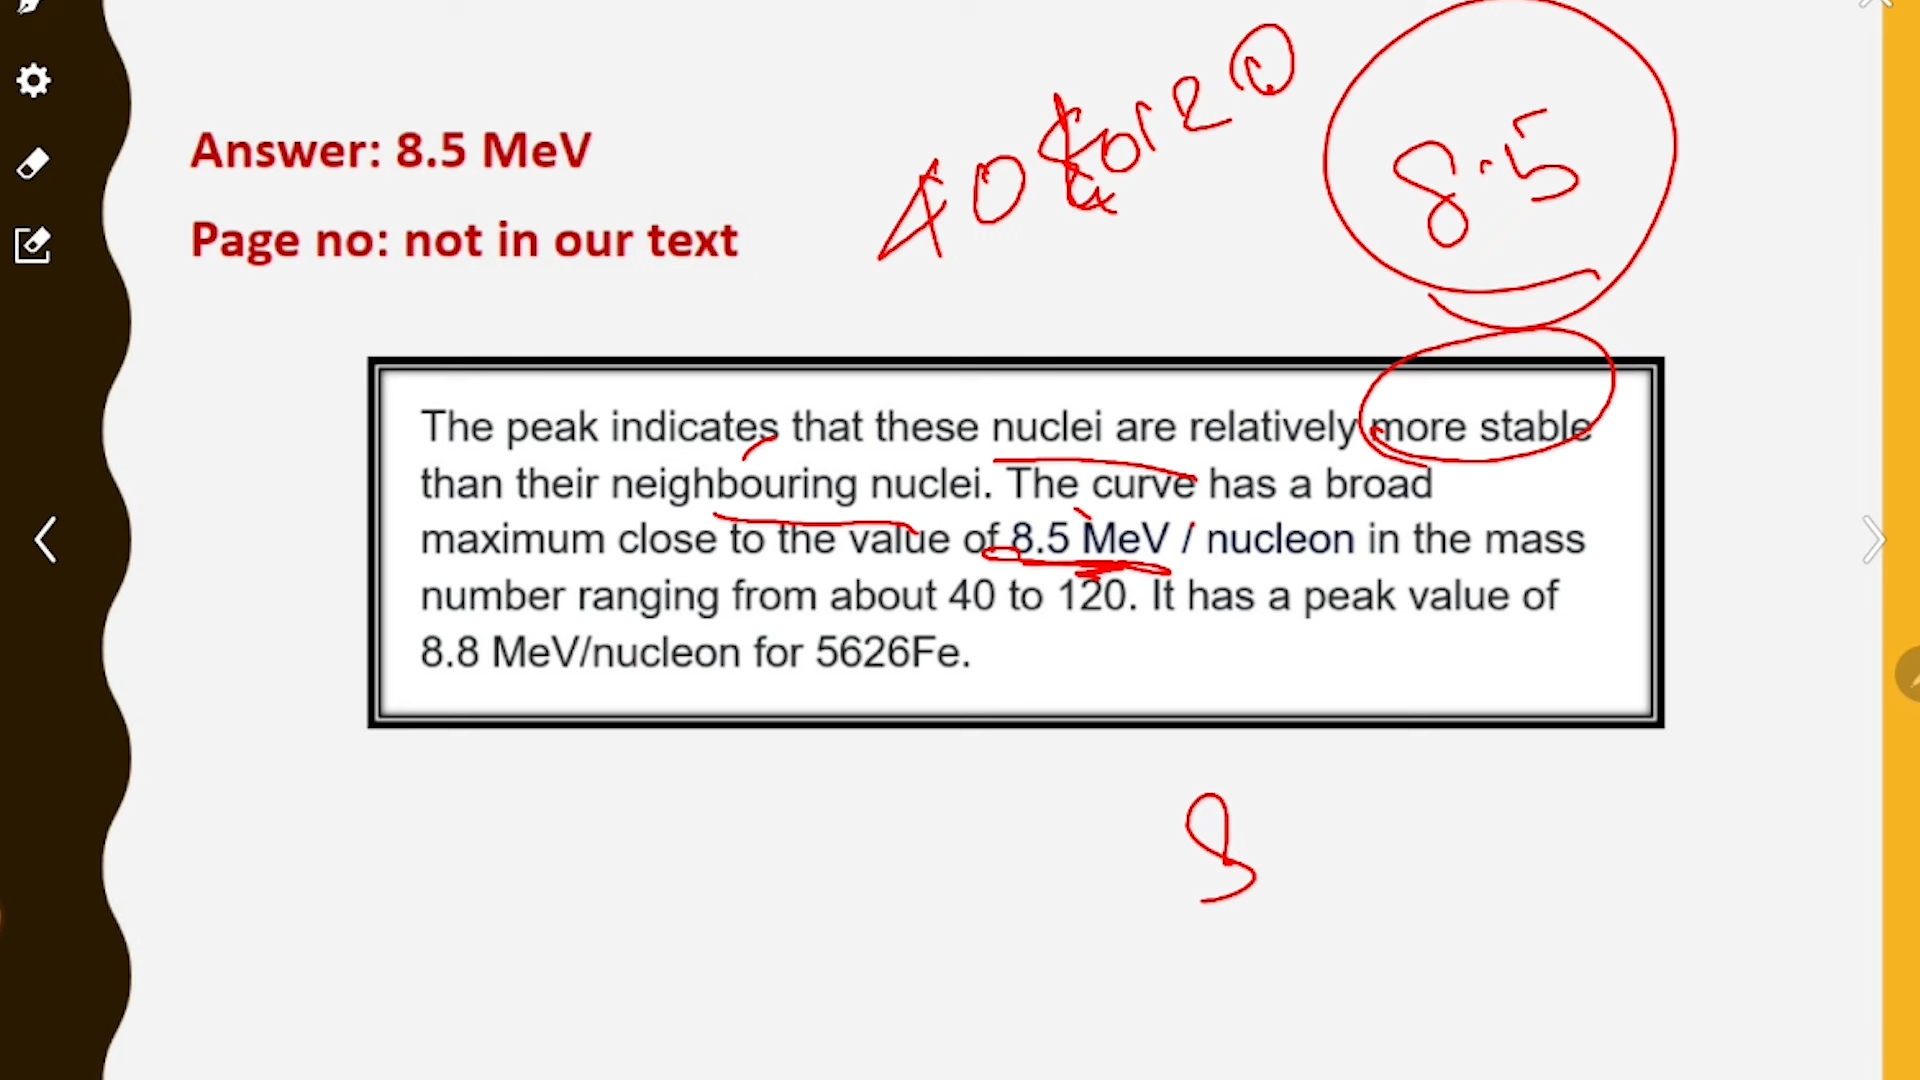 8.5
Answer: 8.5 MeV
Page no: not in our text
The peak indicates that these nuclei are relatively more stable
than their neighbouring nuclei. The curve has a broad
maximum close to the value of 8.5 MeV / nucleon in the mass
number ranging from about 40 to 120. It has a peak value of
8.8 MeV/nucleon for 5626Fe.
8